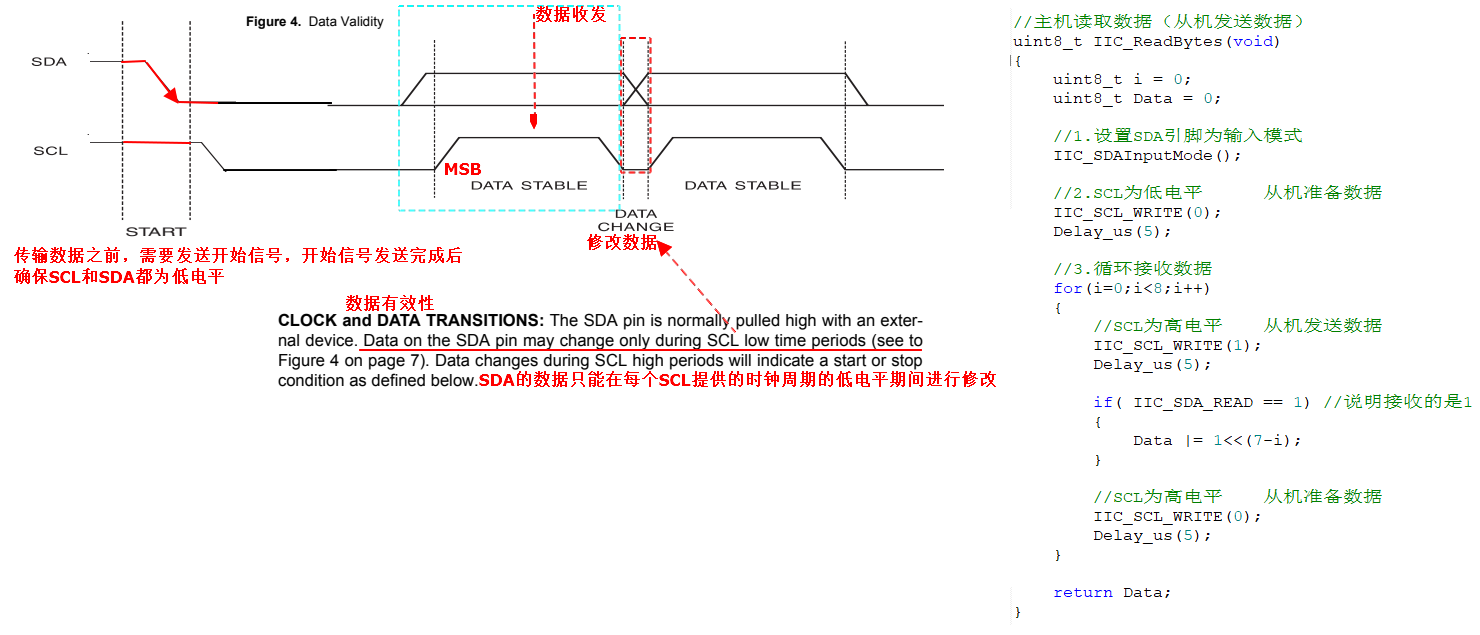 Figure 4. Data Validity
数据收发
SDA
SCL
MSB
DATA STABLE
DATA STABLE
START
DATA
CHANGE
修改数据
传输数据之前，需要发送开始信号，开始信号发送完成后
确保SCL和SDA都为低电平
数据有效性
CLOCK and DATA TRANSITIONS: The SDA pin is normally pulled high with an exter-
nal device. Data on the SDA pin may change only during SCL low time periods (see to
Figure 4 on page 7). Data changes during SCL high periods will indicate a start or stop
condition as defined below.SDA的数据只能在每个SCL提供的时钟周期的低电平期间进行修改
//主机读取数据（从机发送数据）
uint8_t IIC_ReadBytes(void)
{
uint8_t i = 0;
uint8_t Data = 0;
//1.设置SDA引脚为输入模式
IIC_SDAInputMode();
//2.SCL为低电平 从机准备数据
IIC_SCL_WRITE(0);
Delay_us(5);
//3.循环接收数据
for(i=0;i<8;i++)
{
//SCL为高电平 从机发送数据
IIC_SCL_WRITE(1);
Delay_us(5);
if( IIC_SDA_READ == 1) //说明接收的是1
{
Data |= 1<<(7-i);
}
//SCL为高电平 从机准备数据
IIC_SCL_WRITE(0);
Delay_us(5);
}
return Data;
}